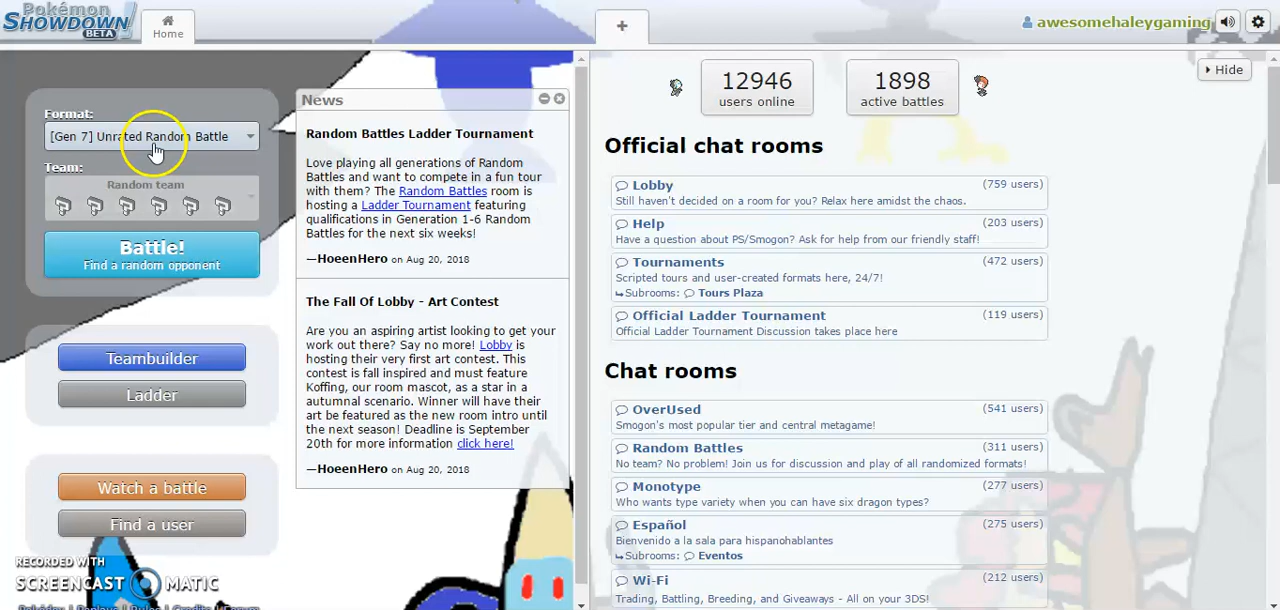 Pokémon
SHOWDOWN!
BETA
Home
+
awesomehaleygaming
Format:
[Gen 7] Unrated Random Battle
Team:
Random team
Battle!
Find a random opponent
Teambuilder
Ladder
Watch a battle
Find a user
RECORDED WITH
SCREENCAST MATIC
News
Random Battles Ladder Tournament
Love playing all generations of Random
Battles and want to compete in a fun tour
with them? The Random Battles room is
hosting a Ladder Tournament featuring
qualifications in Generation 1-6 Random
Battles for the next six weeks!
—HoeenHero on Aug 20, 2018
The Fall Of Lobby - Art Contest
Are you an aspiring artist looking to get your
work out there? Say no more! Lobby is
hosting their very first art contest. This
contest is fall inspired and must feature
Koffing, our room mascot, as a star in a
autumnal scenario. Winner will have their
art be featured as the new room intro until
the next season! Deadline is September
20th for more information click here!
—HoeenHero on Aug 20, 2018
12946
users online
1898
active battles
Hide
Official chat rooms
Lobby (759 users)
Still haven't decided on a room for you? Relax here amidst the chaos.
Help (203 users)
Have a question about PS/Smogon? Ask for help from our friendly staff!
Tournaments (472 users)
Scripted tours and user-created formats here, 24/7!
Subrooms: Tours Plaza
Official Ladder Tournament (119 users)
Official Ladder Tournament Discussion takes place here
Chat rooms
OverUsed (541 users)
Smogon's most popular tier and central metagame!
Random Battles (311 users)
No team? No problem! Join us for discussion and play of all randomized formats!
Monotype (277 users)
Who wants type variety when you can have six dragon types?
Español (275 users)
Bienvenido a la sala para hispanohablantes
Subrooms: Eventos
Wi-Fi (212 users)
Trading, Battling, Breeding, and Giveaways - All on your 3DS!